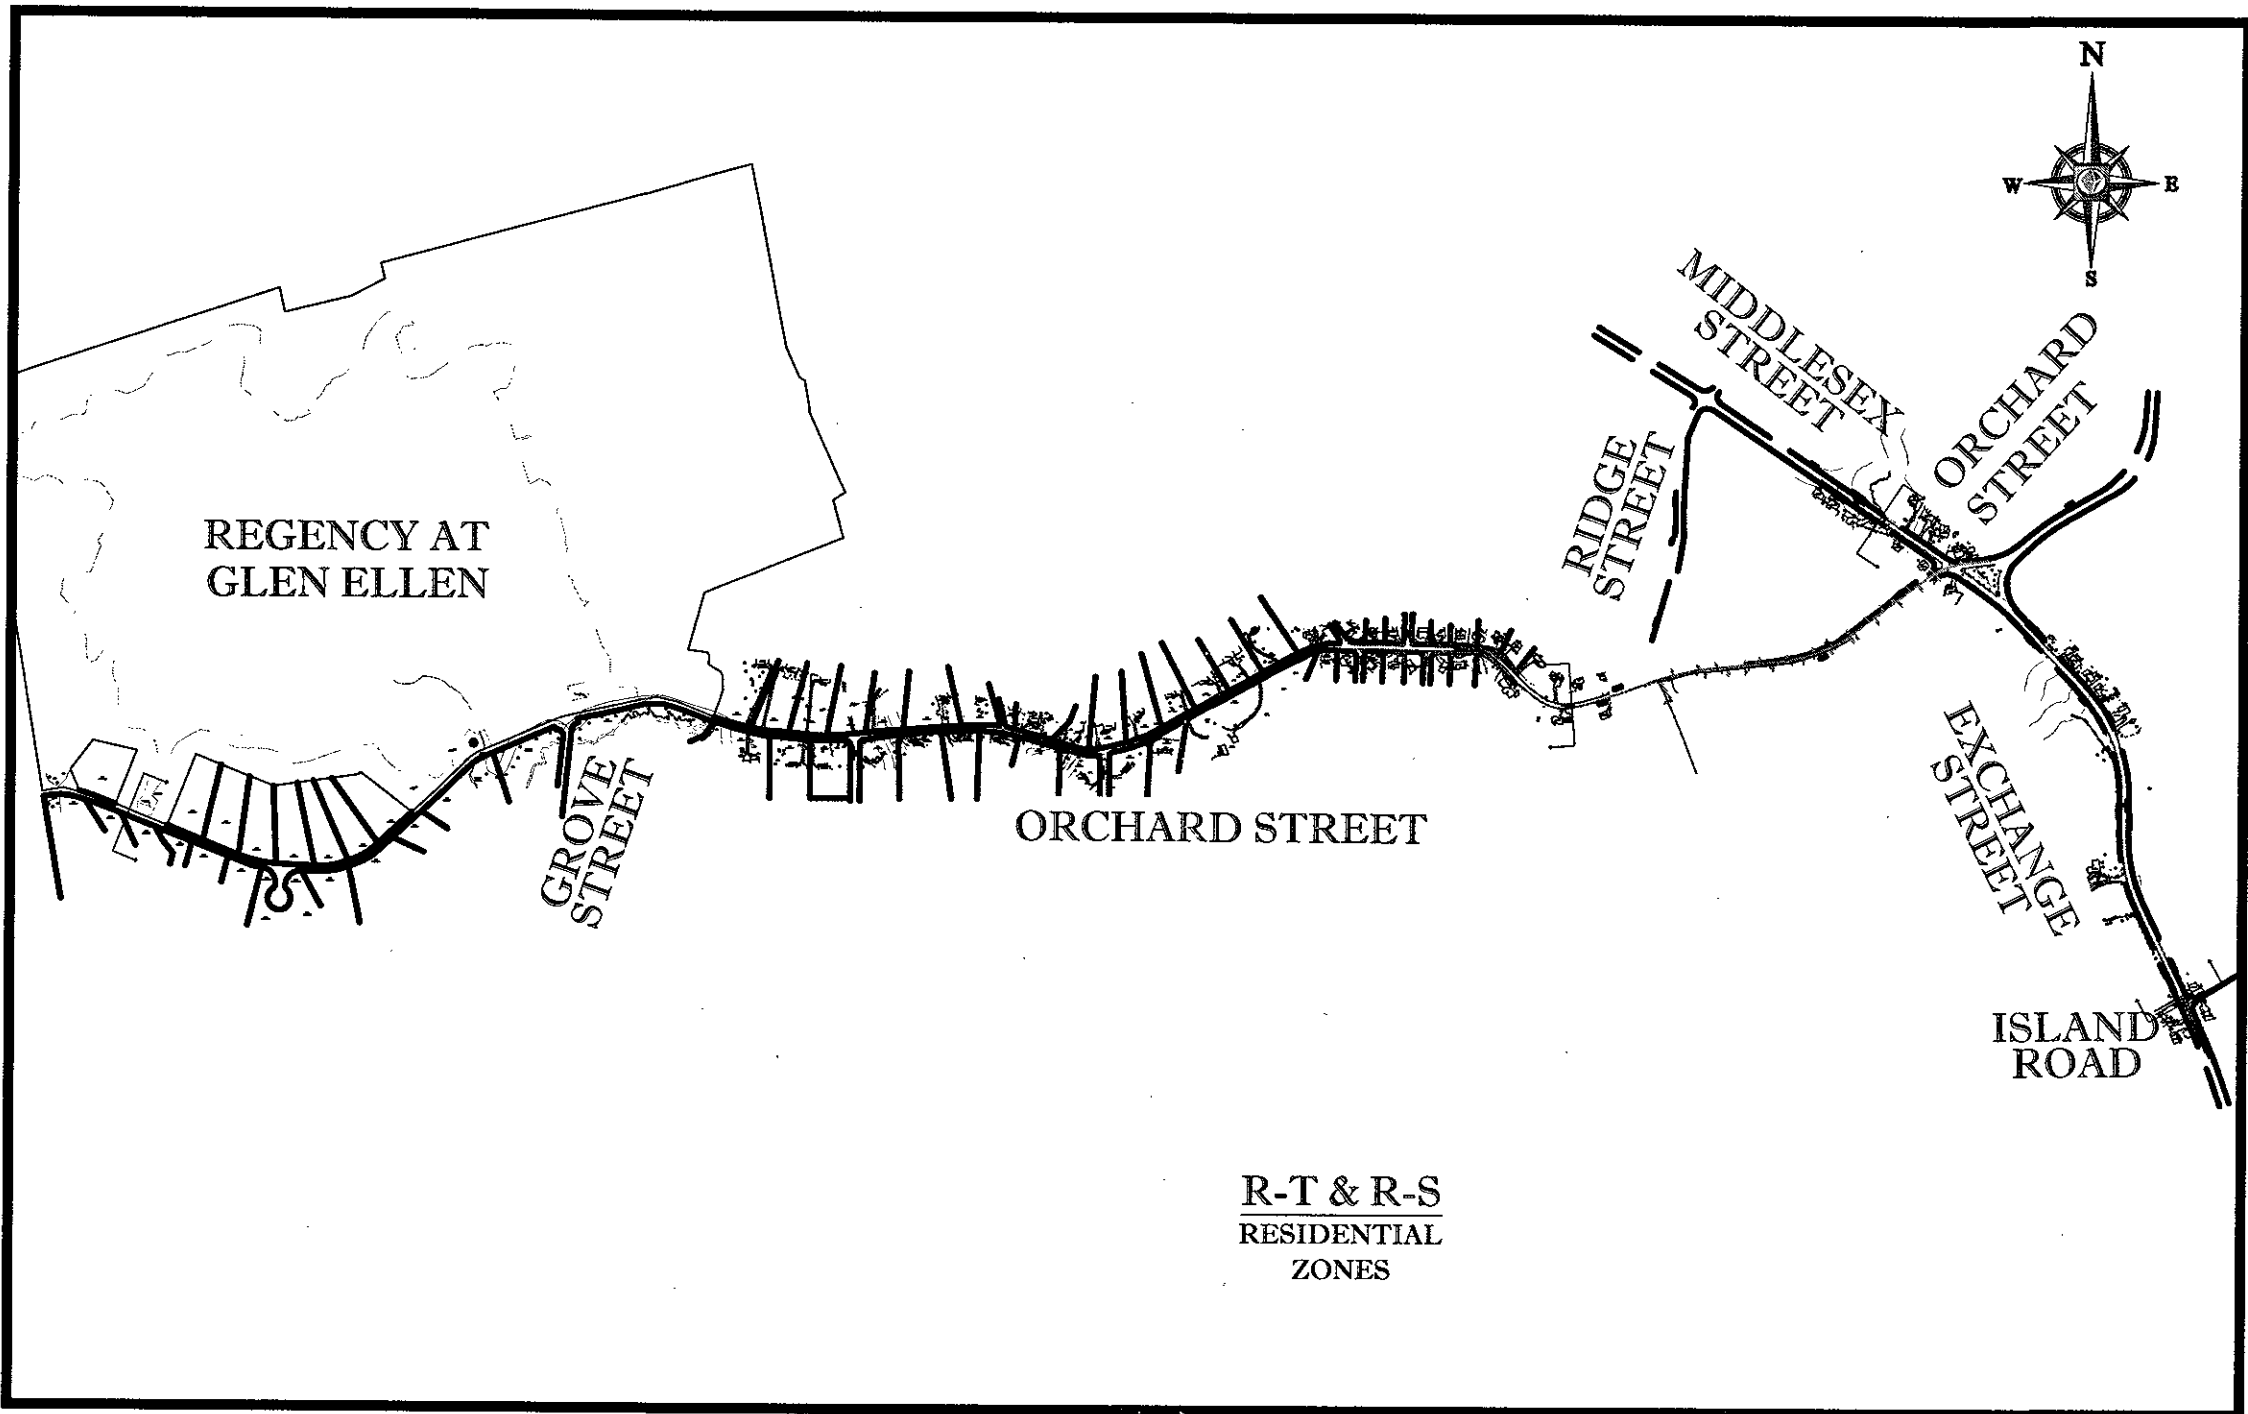 N
W
E
S
MIDDLESEX
STREET
ORCHARD
STREET
RIDGE
STREET
REGENCY AT
GLEN ELLEN
GROVE
STREET
ORCHARD STREET
EXCHANGE
STREET
ISLAND
ROAD
R-T & R-S
RESIDENTIAL
ZONES